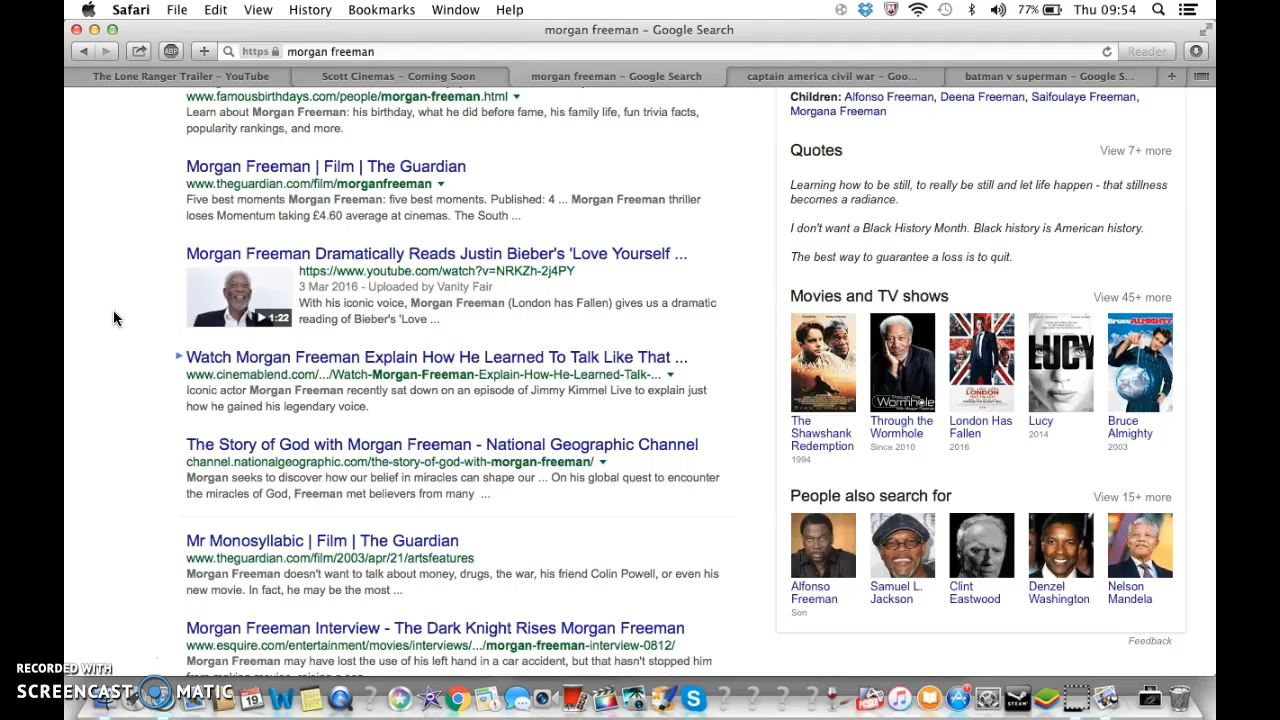 Safari File Edit View History Bookmarks Window Help 77% Thu 09:54
morgan freeman – Google Search
ABP + https morgan freeman Reader
The Lone Ranger Trailer – YouTube Scott Cinemas – Coming Soon morgan freeman – Google Search captain america civil war – Goo... batman v superman – Google S... +
www.famousbirthdays.com/people/morgan-freeman.html
Learn about Morgan Freeman: his birthday, what he did before fame, his family life, fun trivia facts,
popularity rankings, and more.
Morgan Freeman | Film | The Guardian
www.theguardian.com/film/morganfreeman
Five best moments Morgan Freeman: five best moments. Published: 4 ... Morgan Freeman thriller
loses Momentum taking £4.60 average at cinemas. The South ...
Morgan Freeman Dramatically Reads Justin Bieber's 'Love Yourself ...
https://www.youtube.com/watch?v=NRKZh-2j4PY
3 Mar 2016 - Uploaded by Vanity Fair
With his iconic voice, Morgan Freeman (London has Fallen) gives us a dramatic
reading of Bieber's 'Love ...
1:22
Watch Morgan Freeman Explain How He Learned To Talk Like That ...
www.cinemablend.com/.../Watch-Morgan-Freeman-Explain-How-He-Learned-Talk-...
Iconic actor Morgan Freeman recently sat down on an episode of Jimmy Kimmel Live to explain just
how he gained his legendary voice.
The Story of God with Morgan Freeman - National Geographic Channel
channel.nationalgeographic.com/the-story-of-god-with-morgan-freeman/
Morgan seeks to discover how our belief in miracles can shape our ... On his global quest to encounter
the miracles of God, Freeman met believers from many ...
Mr Monosyllabic | Film | The Guardian
www.theguardian.com/film/2003/apr/21/artsfeatures
Morgan Freeman doesn't want to talk about money, drugs, the war, his friend Colin Powell, or even his
new movie. In fact, he may be the most ...
Morgan Freeman Interview - The Dark Knight Rises Morgan Freeman
www.esquire.com/entertainment/movies/interviews/.../morgan-freeman-interview-0812/
Morgan Freeman may have lost the use of his left hand in a car accident, but that hasn't stopped him
Children: Alfonso Freeman, Deena Freeman, Saifoulaye Freeman,
Morgana Freeman
Quotes View 7+ more
Learning how to be still, to really be still and let life happen - that stillness
becomes a radiance.
I don't want a Black History Month. Black history is American history.
The best way to guarantee a loss is to quit.
Movies and TV shows View 45+ more
LONDON HAS FALLEN LUCY Bruce ALMIGHTY
The Through the London Has Lucy Bruce
Shawshank Wormhole Fallen 2014 Almighty
Redemption Since 2010 2016 2003
1994
People also search for View 15+ more
Alfonso Samuel L. Clint Denzel Nelson
Freeman Jackson Eastwood Washington Mandela
Son
Feedback
RECORDED WITH
SCREENCAST MATIC
19
STEAM